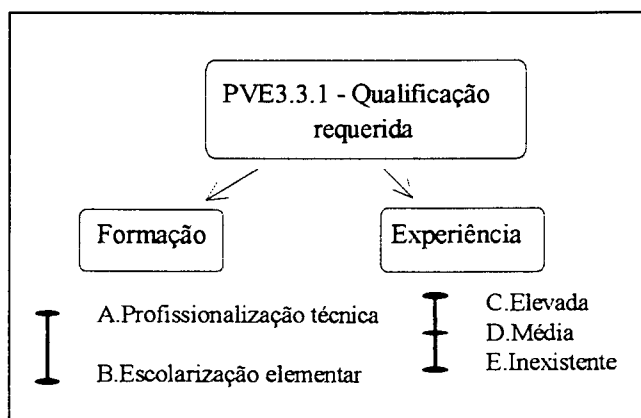 PVE3.3.1 - Qualificação
requerida
Formação
Experiência
A.Profissionalização técnica
B.Escolarização elementar
C.Elevada
D.Média
E.Inexistente